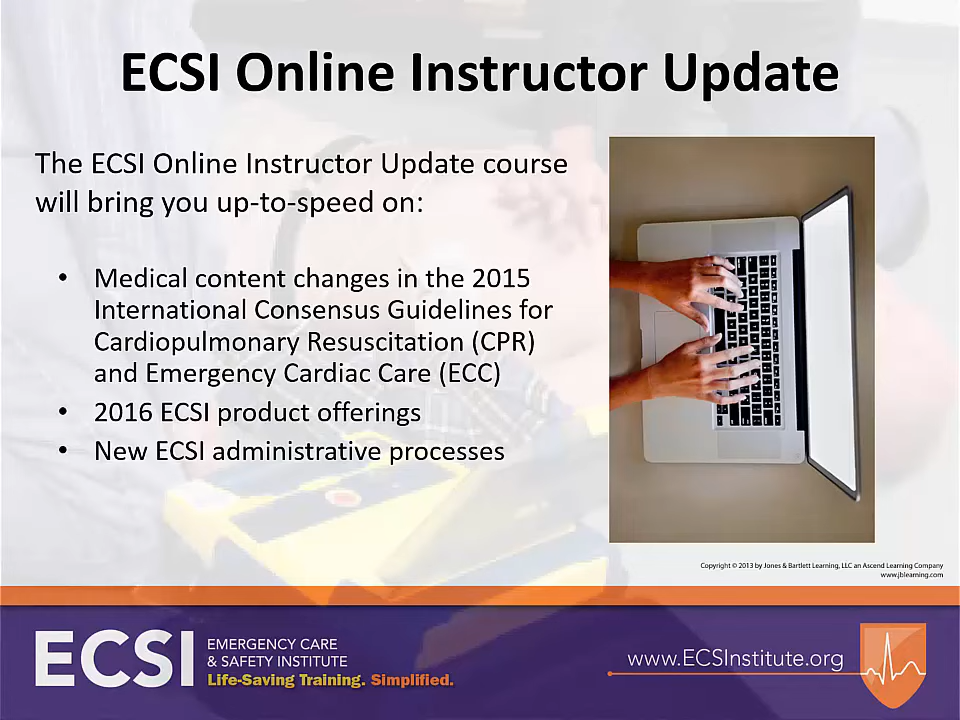 ECSI Online Instructor Update
The ECSI Online Instructor Update course
will bring you up-to-speed on:
• Medical content changes in the 2015
International Consensus Guidelines for
Cardiopulmonary Resuscitation (CPR)
and Emergency Cardiac Care (ECC)
• 2016 ECSI product offerings
• New ECSI administrative processes
Copyright © 2013 by Jones & Bartlett Learning, LLC an Ascend Learning Company
www.jblearning.com
ECSI
EMERGENCY CARE
& SAFETY INSTITUTE
Life-Saving Training. Simplified.
www.ECSInstitute.org